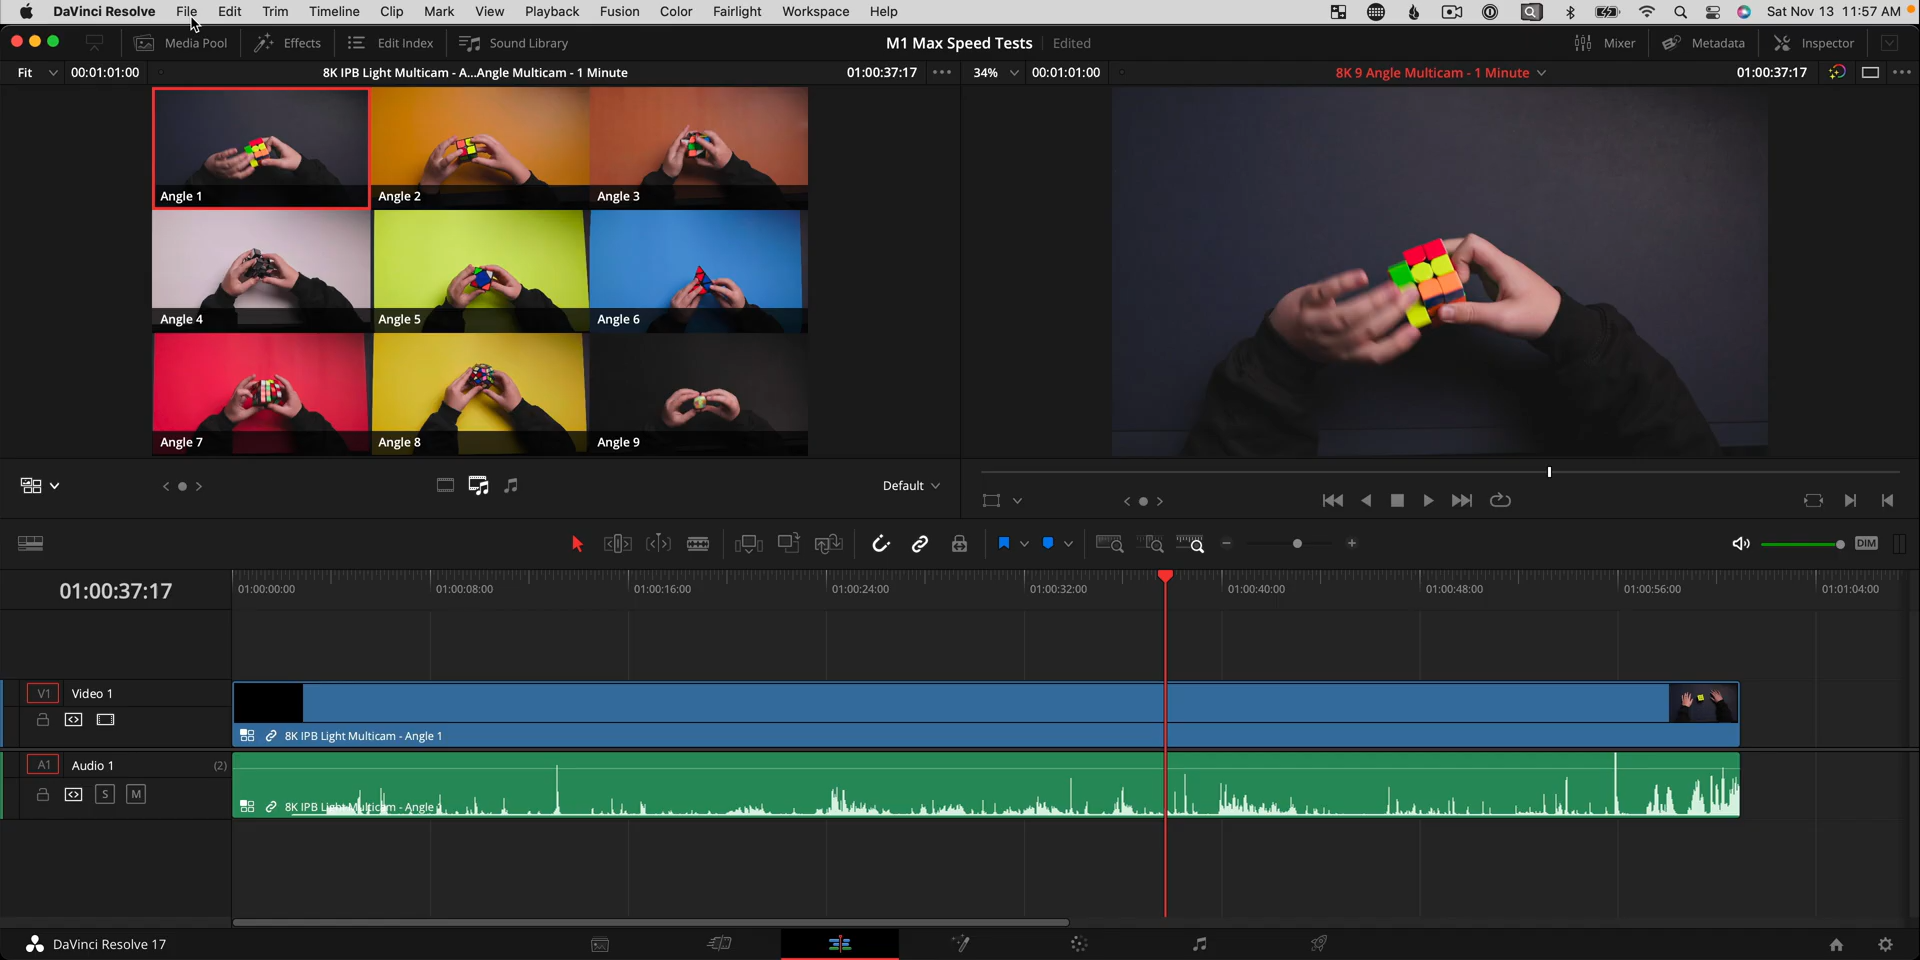 DaVinci Resolve File Edit Trim Timeline Clip Mark View Playback Fusion Color Fairlight Workspace Help Sat Nov 13 11:57 AM
Media Pool Effects Edit Index Sound Library M1 Max Speed Tests Edited Mixer Metadata Inspector
Fit 00:01:01:00 8K IPB Light Multicam - A...Angle Multicam - 1 Minute 01:00:37:17 34% 00:01:01:00 8K 9 Angle Multicam - 1 Minute 01:00:37:17
Angle 1 Angle 2 Angle 3
Angle 4 Angle 5 Angle 6
Angle 7 Angle 8 Angle 9
Default
DIM
01:00:37:17 01:00:00:00 01:00:08:00 01:00:16:00 01:00:24:00 01:00:32:00 01:00:40:00 01:00:48:00 01:00:56:00 01:01:04:00
V1 Video 1
8K IPB Light Multicam - Angle 1
A1 Audio 1 (2)
S M
8K IPB Light Multicam - Angle
DaVinci Resolve 17